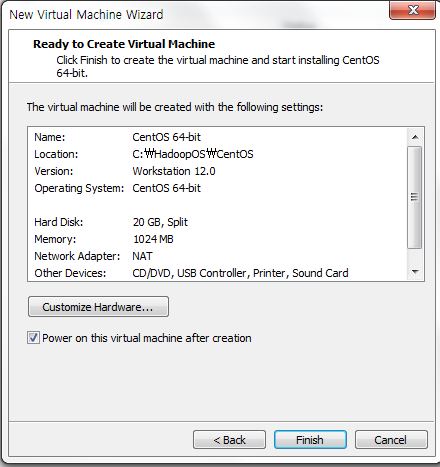 New Virtual Machine Wizard
Ready to Create Virtual Machine
Click Finish to create the virtual machine and start installing CentOS
64-bit.
The virtual machine will be created with the following settings:
Name: CentOS 64-bit
Location: C:₩HadoopOS₩CentOS
Version: Workstation 12.0
Operating System: CentOS 64-bit
Hard Disk: 20 GB, Split
Memory: 1024 MB
Network Adapter: NAT
Other Devices: CD/DVD, USB Controller, Printer, Sound Card
Customize Hardware...
Power on this virtual machine after creation
< Back Finish Cancel